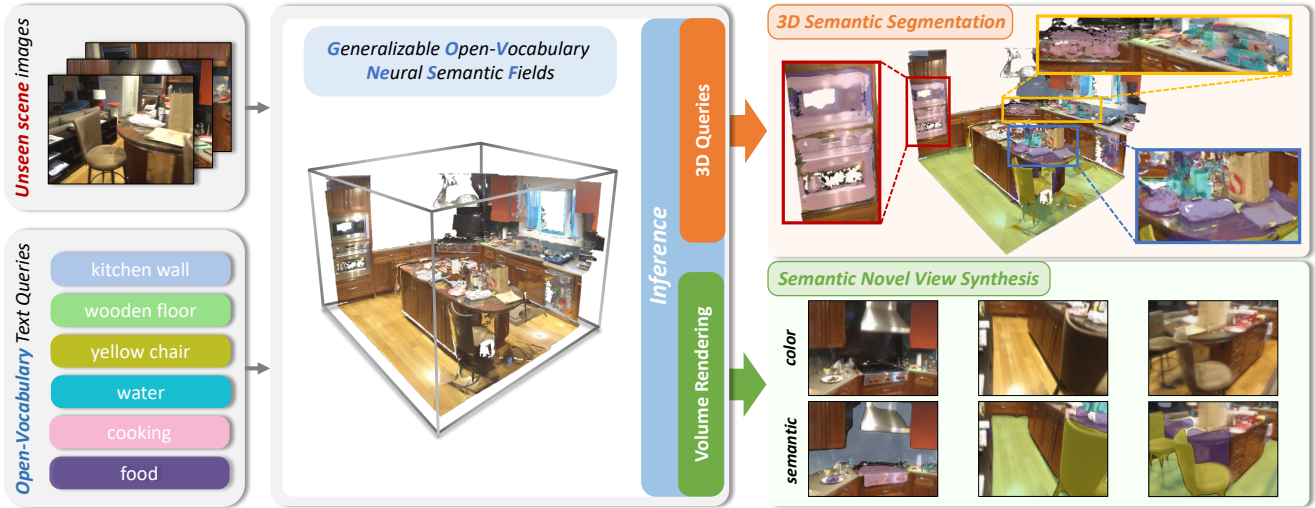 Unseen scene images
Open-Vocabulary Text Queries
kitchen wall
wooden floor
yellow chair
water
cooking
food
Generalizable Open-Vocabulary
Neural Semantic Fields
Inference
3D Queries
Volume Rendering
3D Semantic Segmentation
Semantic Novel View Synthesis
color
semantic